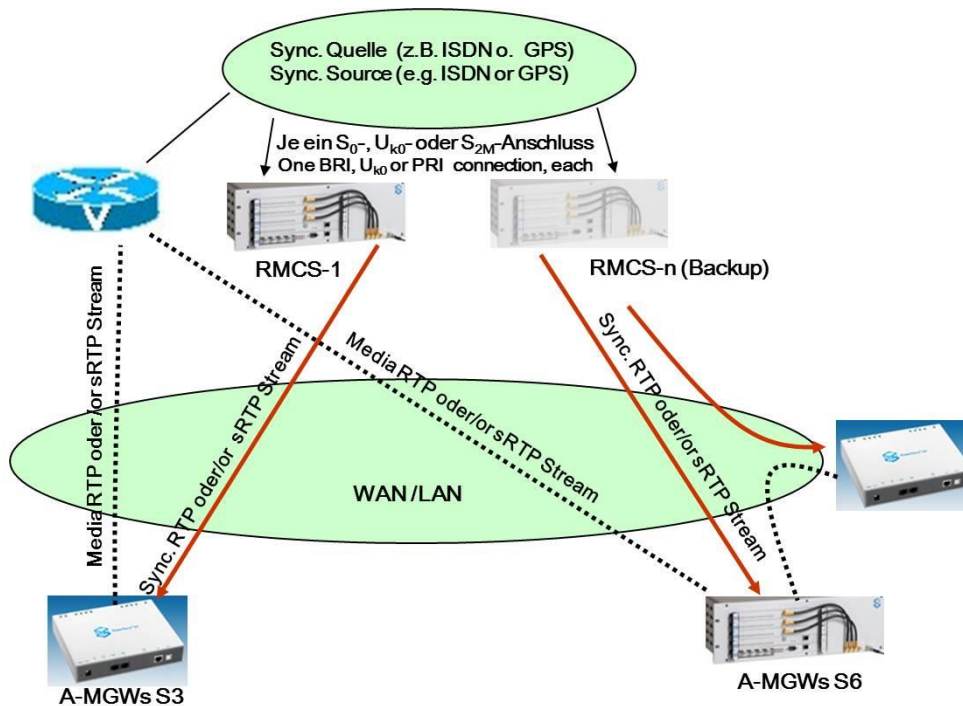 Sync. Quelle (z.B. ISDN o. GPS)
Sync. Source (e.g. ISDN or GPS)
Je ein S₀-, Uₖ₀- oder S₂ₘ-Anschluss
One BRI, Uₖ₀ or PRI connection, each
V
RMCS-1
RMCS-n (Backup)
Media RTP oder/or sRTP Stream
Sync. RTP oder/or sRTP Stream
Media RTP oder/or sRTP Stream
Sync. RTP oder/or sRTP Stream
WAN/LAN
A-MGWs S3
A-MGWs S6